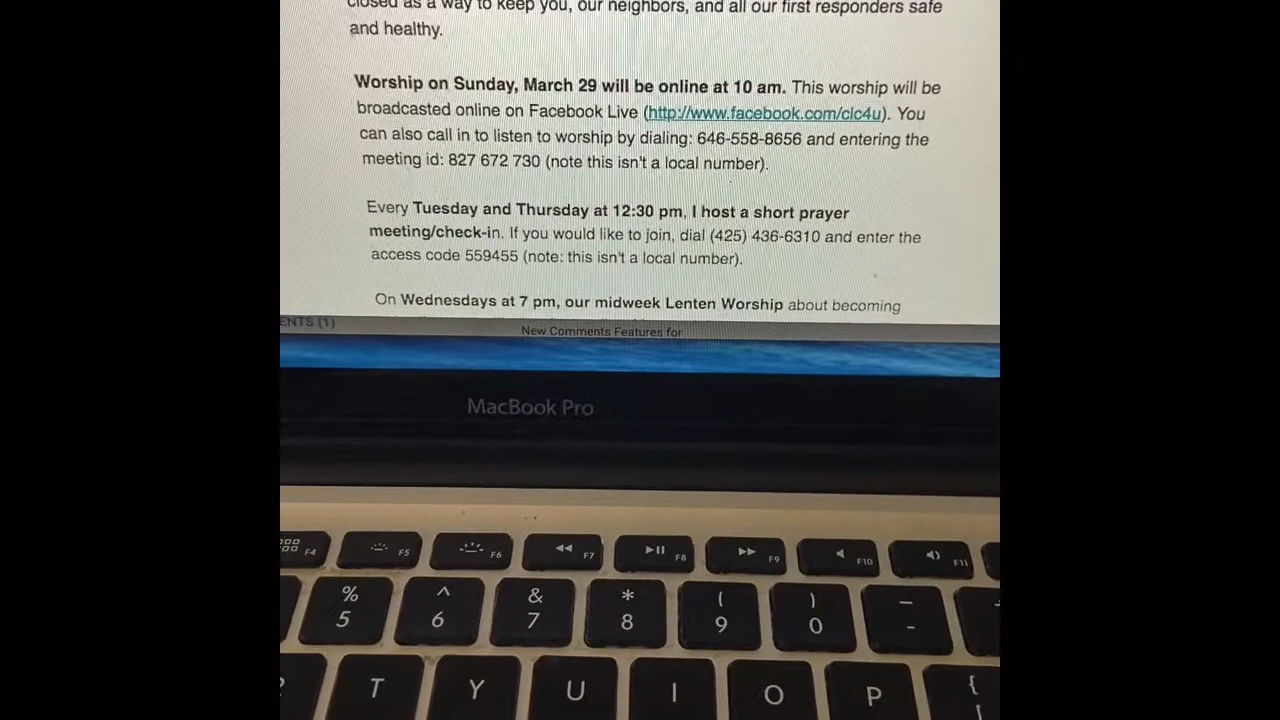 closed as a way to keep you, our neighbors, and all our first responders safe
and healthy.
Worship on Sunday, March 29 will be online at 10 am. This worship will be
broadcasted online on Facebook Live (http://www.facebook.com/clc4u). You
can also call in to listen to worship by dialing: 646-558-8656 and entering the
meeting id: 827 672 730 (note this isn't a local number).
Every Tuesday and Thursday at 12:30 pm, I host a short prayer
meeting/check-in. If you would like to join, dial (425) 436-6310 and enter the
access code 559455 (note: this isn't a local number).
On Wednesdays at 7 pm, our midweek Lenten Worship about becoming
ENTS (1)
New Comments Features for
MacBook Pro
F4 F5 F6 F7 F8 F9 F10 F11
% ^ & * ( ) —
5 6 7 8 9 0 -
T Y U I O P {
[